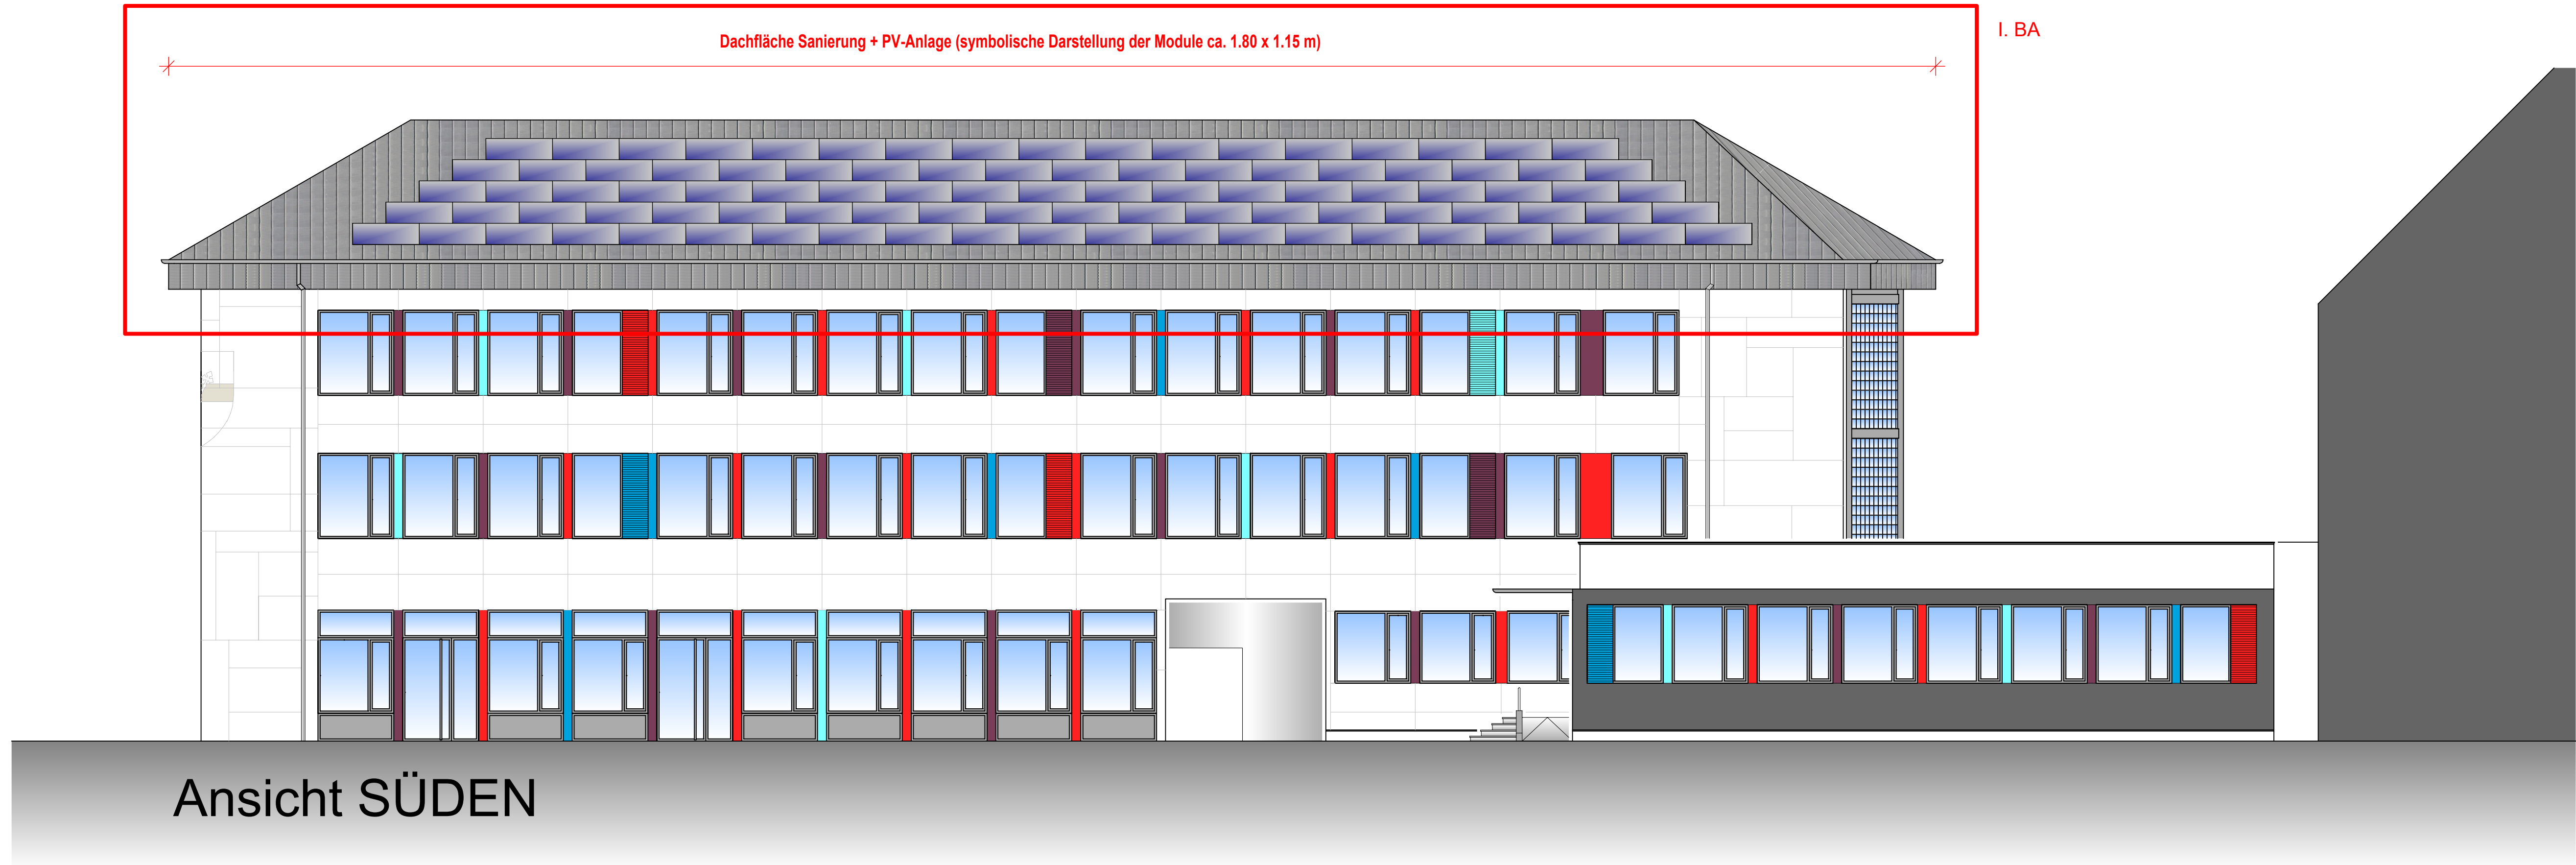 Dachfläche Sanierung + PV-Anlage (symbolische Darstellung der Module ca. 1.80 x 1.15 m)
I. BA
Ansicht SÜDEN